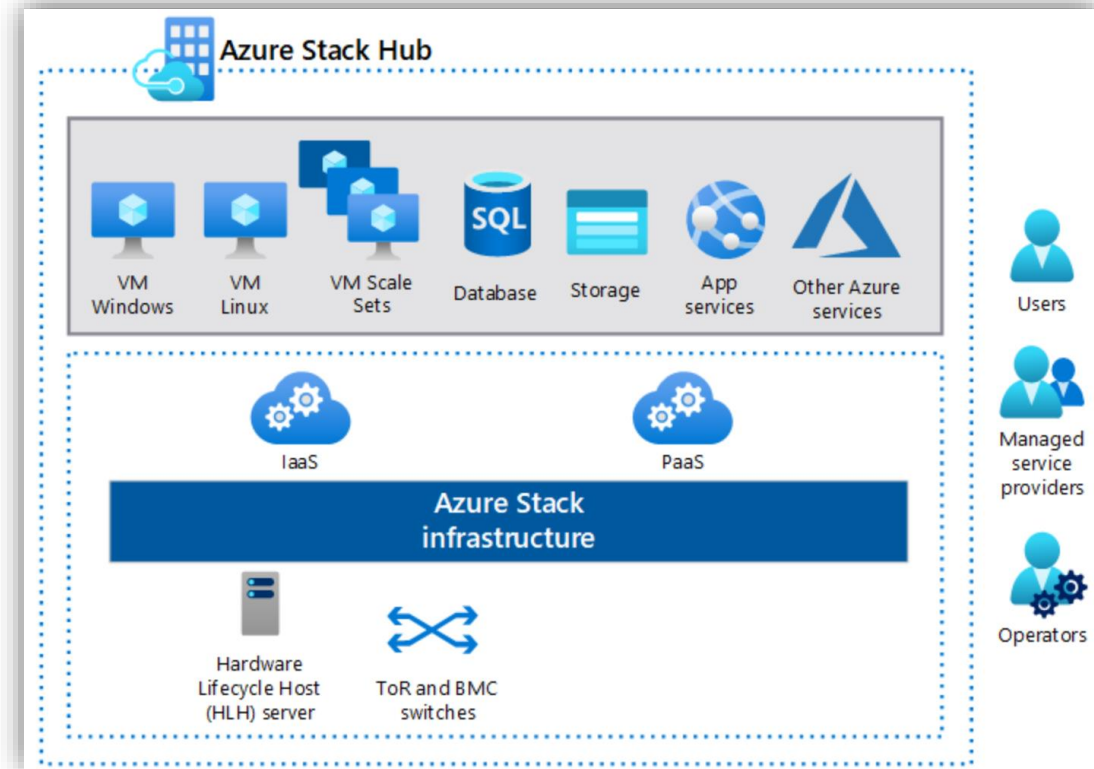 Azure Stack Hub
SQL
VM
Windows
VM
Linux
VM Scale
Sets
Database
Storage
App
services
Other Azure
services
IaaS
PaaS
Azure Stack
infrastructure
Hardware
Lifecycle Host
(HLH) server
ToR and BMC
switches
Users
Managed
service
providers
Operators